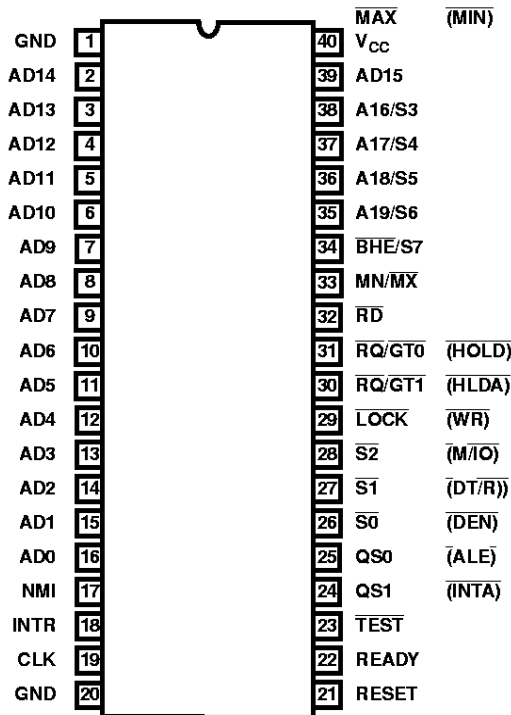 MAX (MIN)
GND 1 40 VCC
AD14 2 39 AD15
AD13 3 38 A16/S3
AD12 4 37 A17/S4
AD11 5 36 A18/S5
AD10 6 35 A19/S6
AD9 7 34 BHE/S7
AD8 8 33 MN/MX
AD7 9 32 RD
AD6 10 31 RQ/GT0 (HOLD)
AD5 11 30 RQ/GT1 (HLDA)
AD4 12 29 LOCK (WR)
AD3 13 28 S2 (M/IO)
AD2 14 27 S1 (DT/R))
AD1 15 26 S0 (DEN)
AD0 16 25 QS0 (ALE)
NMI 17 24 QS1 (INTA)
INTR 18 23 TEST
CLK 19 22 READY
GND 20 21 RESET